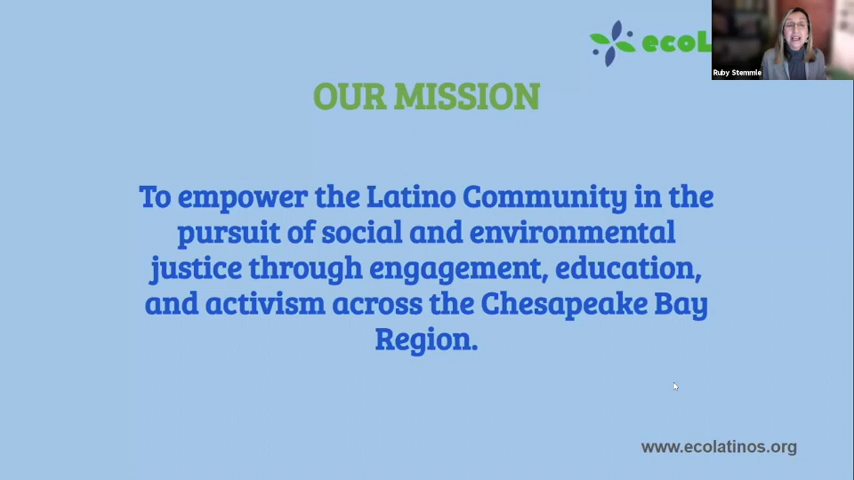 ecoL
Ruby Stemmle
OUR MISSION
To empower the Latino Community in the
pursuit of social and environmental
justice through engagement, education,
and activism across the Chesapeake Bay
Region.
www.ecolatinos.org